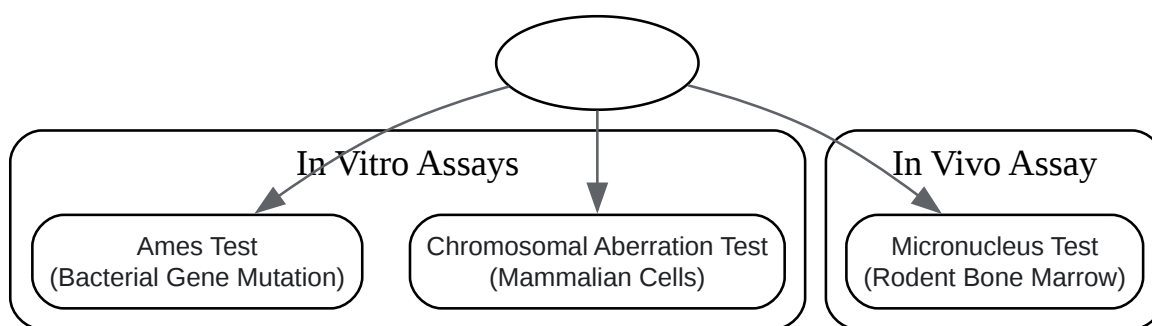 In Vitro Assays
Ames Test
(Bacterial Gene Mutation)
Chromosomal Aberration Test
(Mammalian Cells)
In Vivo Assay
Micronucleus Test
(Rodent Bone Marrow)